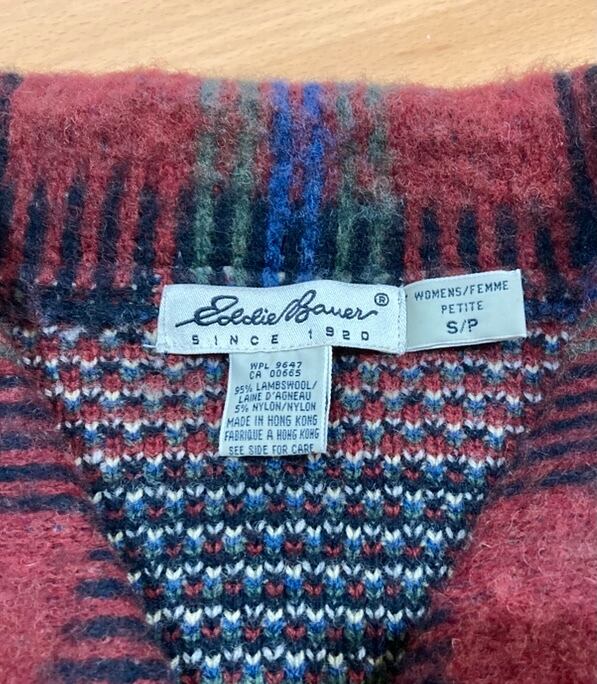 Eddie Bauer®
SINCE 1920
WOMENS/FEMME
PETITE
S/P
WPL 9647
CA 00665
95% LAMBSWOOL/
LAINE D'AGNEAU
5% NYLON/NYLON
MADE IN HONG KONG
FABRIQUE A HONG KONG
SEE SIDE FOR CARE